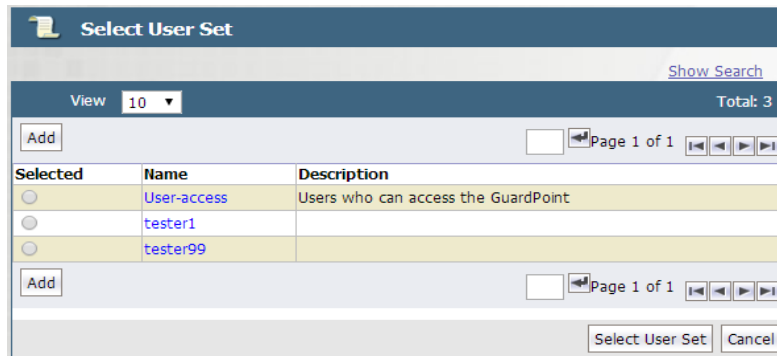 Select User Set
Show Search
View 10 Total: 3
Add Page 1 of 1
Selected Name Description
User-access Users who can access the GuardPoint
tester1
tester99
Add Page 1 of 1
Select User Set Cancel